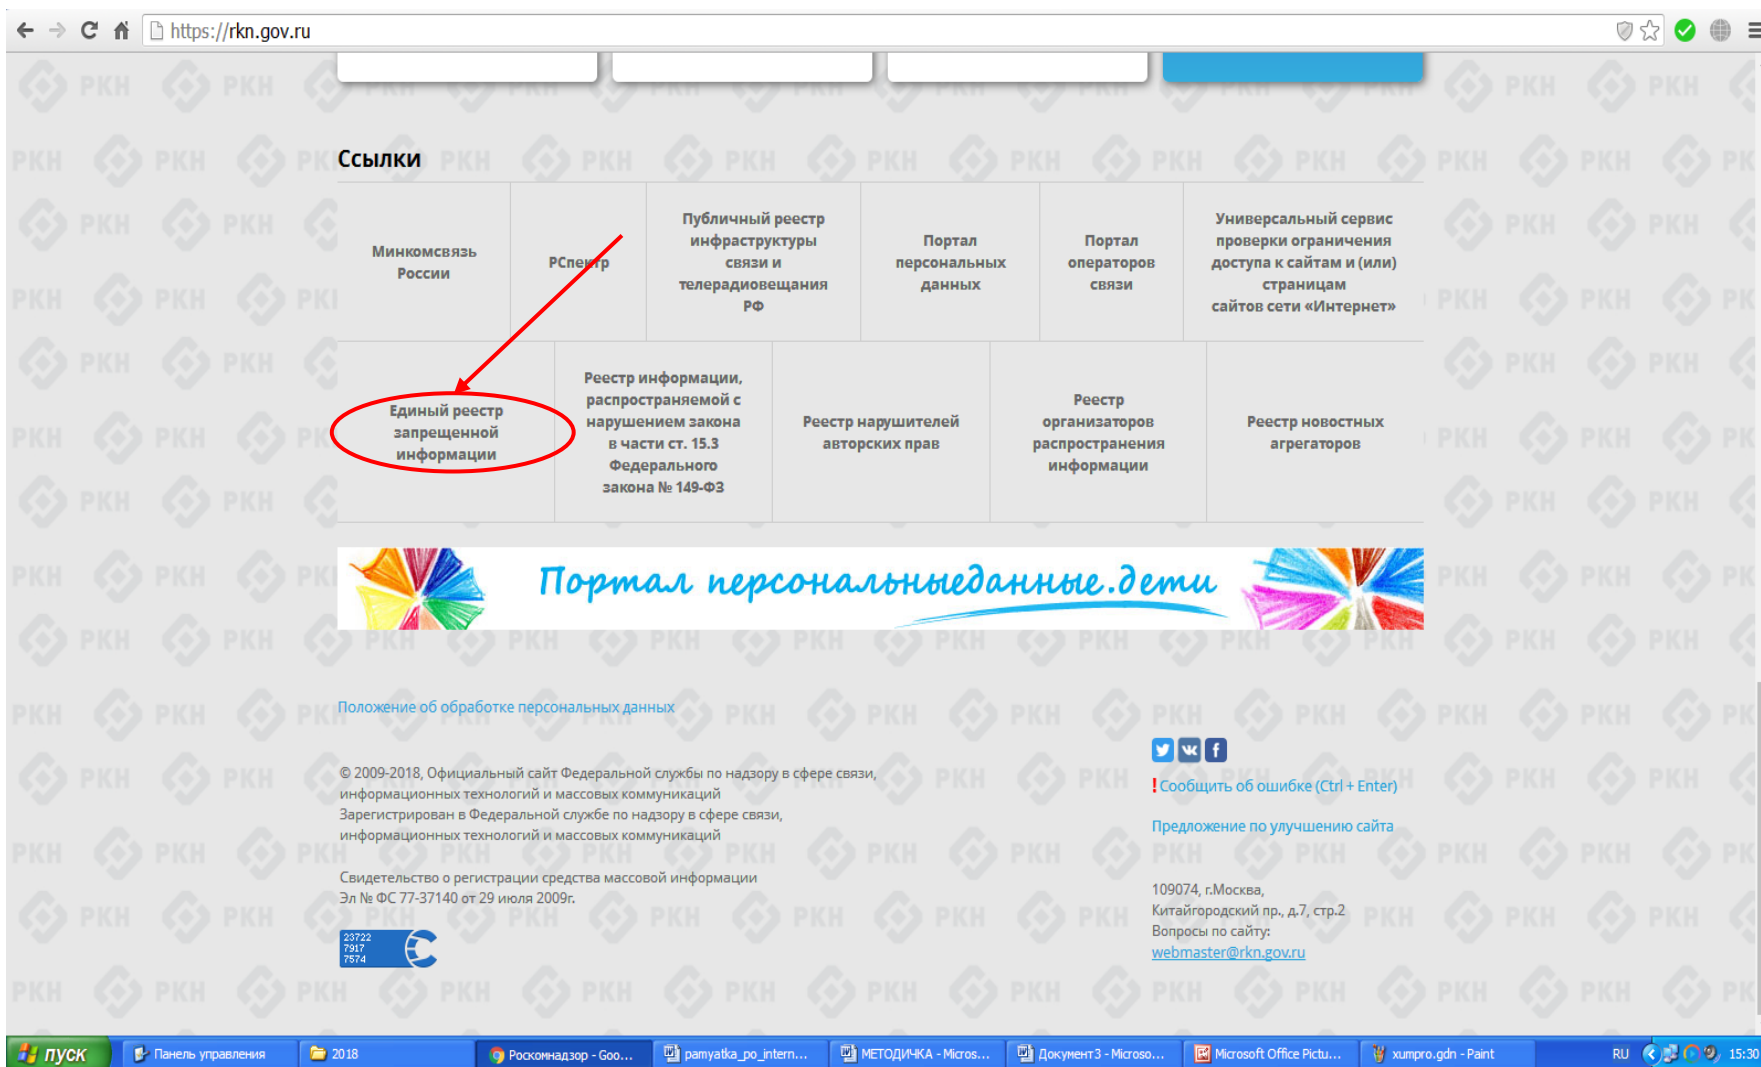 https://rkn.gov.ru
Ссылки
Минкомсвязь
России
РСпектр
Публичный реестр
инфраструктуры
связи и
телерадиовещания
РФ
Портал
персональных
данных
Портал
операторов
связи
Универсальный сервис
проверки ограничения
доступа к сайтам и (или)
страницам
сайтов сети «Интернет»
Единый реестр
запрещенной
информации
Реестр информации,
распространяемой с
нарушением закона
в части ст. 15.3
Федерального
закона № 149-ФЗ
Реестр нарушителей
авторских прав
Реестр
организаторов
распространения
информации
Реестр новостных
агрегаторов
Портал персональныеданные.дети
Положение об обработке персональных данных
© 2009-2018, Официальный сайт Федеральной службы по надзору в сфере связи,
информационных технологий и массовых коммуникаций
Зарегистрирован в Федеральной службе по надзору в сфере связи,
информационных технологий и массовых коммуникаций
Свидетельство о регистрации средства массовой информации
Эл № ФС 77-37140 от 29 июля 2009г.
23722
7917
7574
!Сообщить об ошибке (Ctrl + Enter)
Предложение по улучшению сайта
109074, г.Москва,
Китайгородский пр., д.7, стр.2
Вопросы по сайту:
webmaster@rkn.gov.ru
пуск
Панель управления
2018
Роскомнадзор - Goo...
pamyatka_po_intern...
МЕТОДИЧКА - Micros...
Документ3 - Microso...
Microsoft Office Pictu...
xumpro.gdn - Paint
RU
15:30